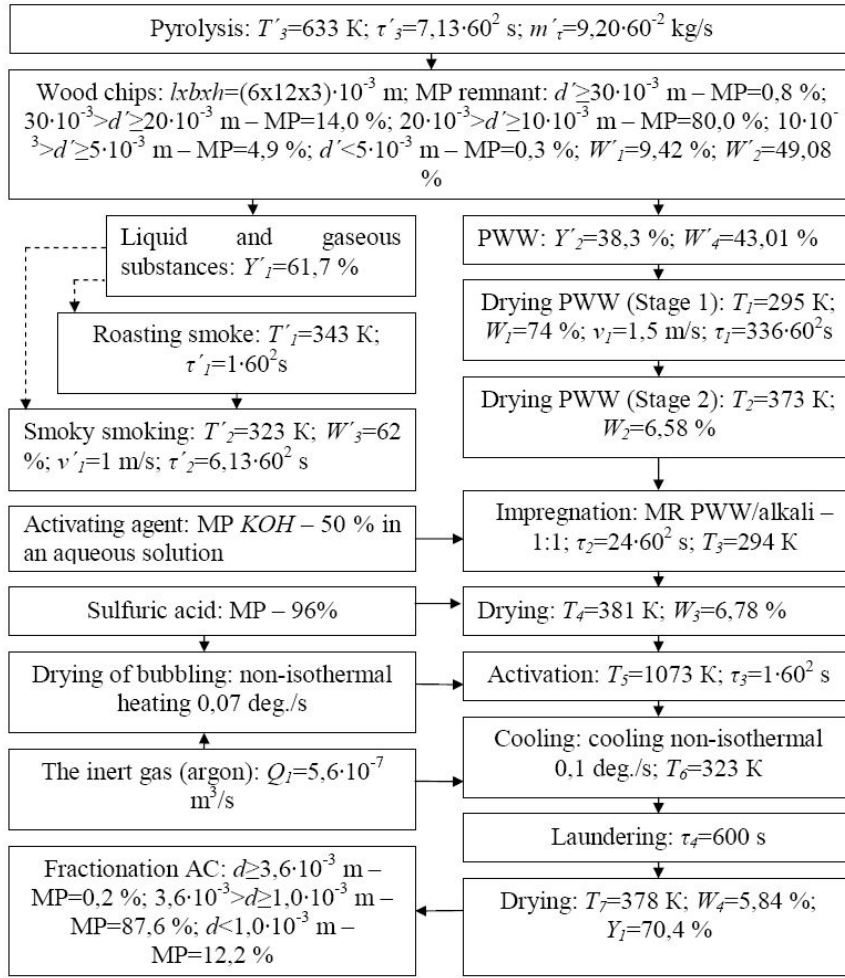 Pyrolysis: T´₃=633 К; τ´₃=7,13·60² s; m´τ=9,20·60⁻² kg/s
Wood chips: lxbxh=(6x12x3)·10⁻³ m; MP remnant: d´≥30·10⁻³ m – MP=0,8 %;
30·10⁻³>d´≥20·10⁻³ m – MP=14,0 %; 20·10⁻³>d´≥10·10⁻³ m – MP=80,0 %; 10·10⁻
³>d´≥5·10⁻³ m – MP=4,9 %; d´<5·10⁻³ m – MP=0,3 %; W´₁=9,42 %; W´₂=49,08
%
Liquid and gaseous
substances: Y´₁=61,7 %
PWW: Y´₂=38,3 %; W´₄=43,01 %
Drying PWW (Stage 1): T₁=295 К;
W₁=74 %; v₁=1,5 m/s; τ₁=336·60²s
Roasting smoke: T´₁=343 К;
τ´₁=1·60²s
Drying PWW (Stage 2): T₂=373 К;
W₂=6,58 %
Smoky smoking: T´₂=323 К; W´₃=62
%; v´₁=1 m/s; τ´₂=6,13·60² s
Activating agent: MP KOH – 50 % in
an aqueous solution
Impregnation: MR PWW/alkali –
1:1; τ₂=24·60² s; T₃=294 К
Sulfuric acid: MP – 96%
Drying: T₄=381 К; W₃=6,78 %
Drying of bubbling: non-isothermal
heating 0,07 deg./s
Activation: T₅=1073 К; τ₃=1·60² s
Cooling: cooling non-isothermal
0,1 deg./s; T₆=323 К
The inert gas (argon): Q₁=5,6·10⁻⁷
m³/s
Laundering: τ₄=600 s
Fractionation AC: d≥3,6·10⁻³ m –
MP=0,2 %; 3,6·10⁻³>d≥1,0·10⁻³ m –
MP=87,6 %; d<1,0·10⁻³ m –
MP=12,2 %
Drying: T₇=378 К; W₄=5,84 %;
Y₁=70,4 %